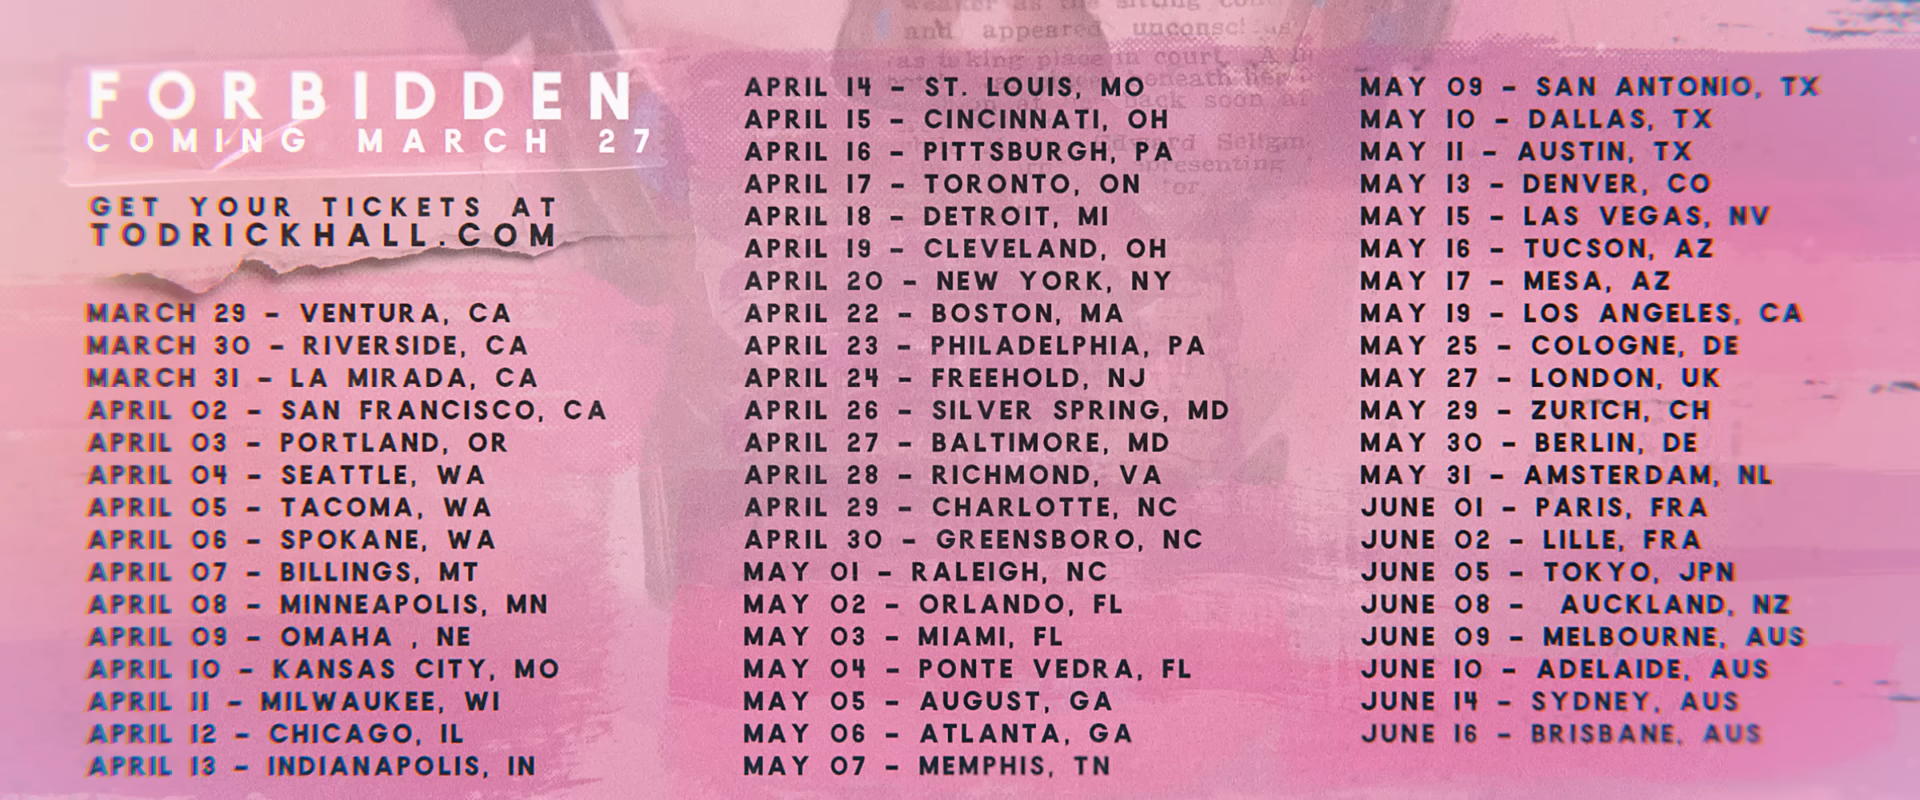 weaker as the sitting
and appeared
as taking place in court.
FORBIDDEN
COMING MARCH 27
GET YOUR TICKETS AT
TODRICKHALL.COM
MARCH 29 - VENTURA, CA
MARCH 30 - RIVERSIDE, CA
MARCH 31 - LA MIRADA, CA
APRIL 02 - SAN FRANCISCO, CA
APRIL 03 - PORTLAND, OR
APRIL 04 - SEATTLE, WA
APRIL 05 - TACOMA, WA
APRIL 06 - SPOKANE, WA
APRIL 07 - BILLINGS, MT
APRIL 08 - MINNEAPOLIS, MN
APRIL 09 - OMAHA , NE
APRIL 10 - KANSAS CITY, MO
APRIL 11 - MILWAUKEE, WI
APRIL 12 - CHICAGO, IL
APRIL 13 - INDIANAPOLIS, IN
APRIL 14 - ST. LOUIS, MO
APRIL 15 - CINCINNATI, OH
APRIL 16 - PITTSBURGH, PA
APRIL 17 - TORONTO, ON
APRIL 18 - DETROIT, MI
APRIL 19 - CLEVELAND, OH
APRIL 20 - NEW YORK, NY
APRIL 22 - BOSTON, MA
APRIL 23 - PHILADELPHIA, PA
APRIL 24 - FREEHOLD, NJ
APRIL 26 - SILVER SPRING, MD
APRIL 27 - BALTIMORE, MD
APRIL 28 - RICHMOND, VA
APRIL 29 - CHARLOTTE, NC
APRIL 30 - GREENSBORO, NC
MAY 01 - RALEIGH, NC
MAY 02 - ORLANDO, FL
MAY 03 - MIAMI, FL
MAY 04 - PONTE VEDRA, FL
MAY 05 - AUGUST, GA
MAY 06 - ATLANTA, GA
MAY 07 - MEMPHIS, TN
MAY 09 - SAN ANTONIO, TX
MAY 10 - DALLAS, TX
MAY 11 - AUSTIN, TX
MAY 13 - DENVER, CO
MAY 15 - LAS VEGAS, NV
MAY 16 - TUCSON, AZ
MAY 17 - MESA, AZ
MAY 19 - LOS ANGELES, CA
MAY 25 - COLOGNE, DE
MAY 27 - LONDON, UK
MAY 29 - ZURICH, CH
MAY 30 - BERLIN, DE
MAY 31 - AMSTERDAM, NL
JUNE 01 - PARIS, FRA
JUNE 02 - LILLE, FRA
JUNE 05 - TOKYO, JPN
JUNE 08 - AUCKLAND, NZ
JUNE 09 - MELBOURNE, AUS
JUNE 10 - ADELAIDE, AUS
JUNE 14 - SYDNEY, AUS
JUNE 16 - BRISBANE, AUS